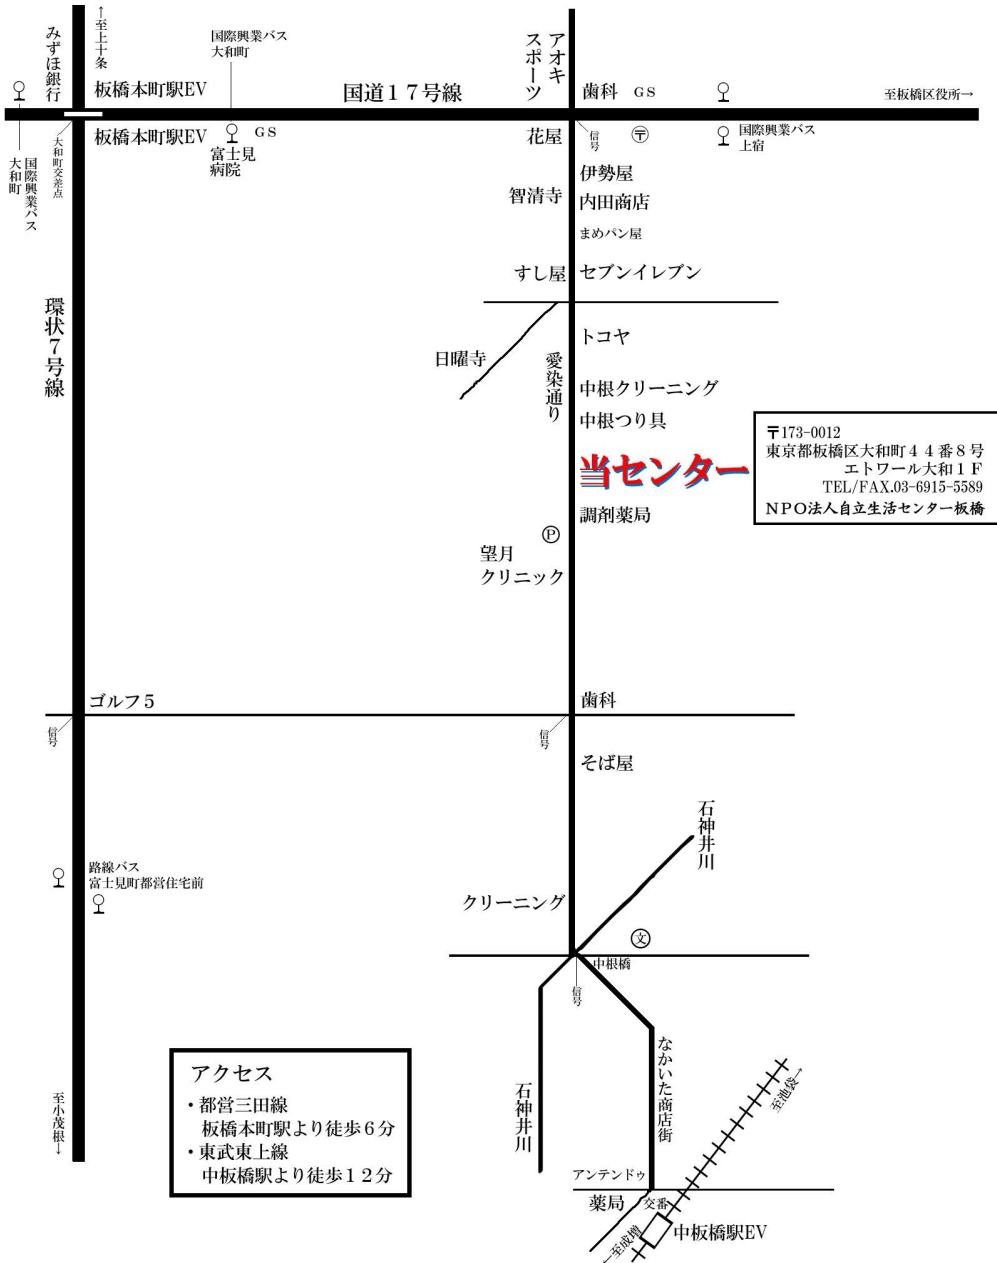 みずほ銀行
←至上十条
国際興業バス
大和町
アオキ
スポーツ
板橋本町駅EV
国道１７号線
歯科
GS
至板橋区役所→
板橋本町駅EV
GS
富士見
病院
花屋
信号
〒
国際興業バス
上宿
国際興業バス
大和町
大和町交差点
伊勢屋
智清寺
内田商店
まめパン屋
すし屋
セブンイレブン
環状７号線
トコヤ
日曜寺
愛染通り
中根クリーニング
中根つり具
当センター
〒173-0012
東京都板橋区大和町４４番８号
エトワール大和１Ｆ
TEL/FAX.03-6915-5589
ＮＰＯ法人自立生活センター板橋
調剤薬局
Ｐ
望月
クリニック
ゴルフ５
歯科
信号
信号
そば屋
石神井川
路線バス
富士見町都営住宅前
クリーニング
文
中根橋
信号
なかいた商店街
石神井川
至池袋→
至小茂根→
アクセス
・都営三田線
板橋本町駅より徒歩６分
・東武東上線
中板橋駅より徒歩１２分
アンテンドゥ
薬局
交番
←至成増
中板橋駅EV